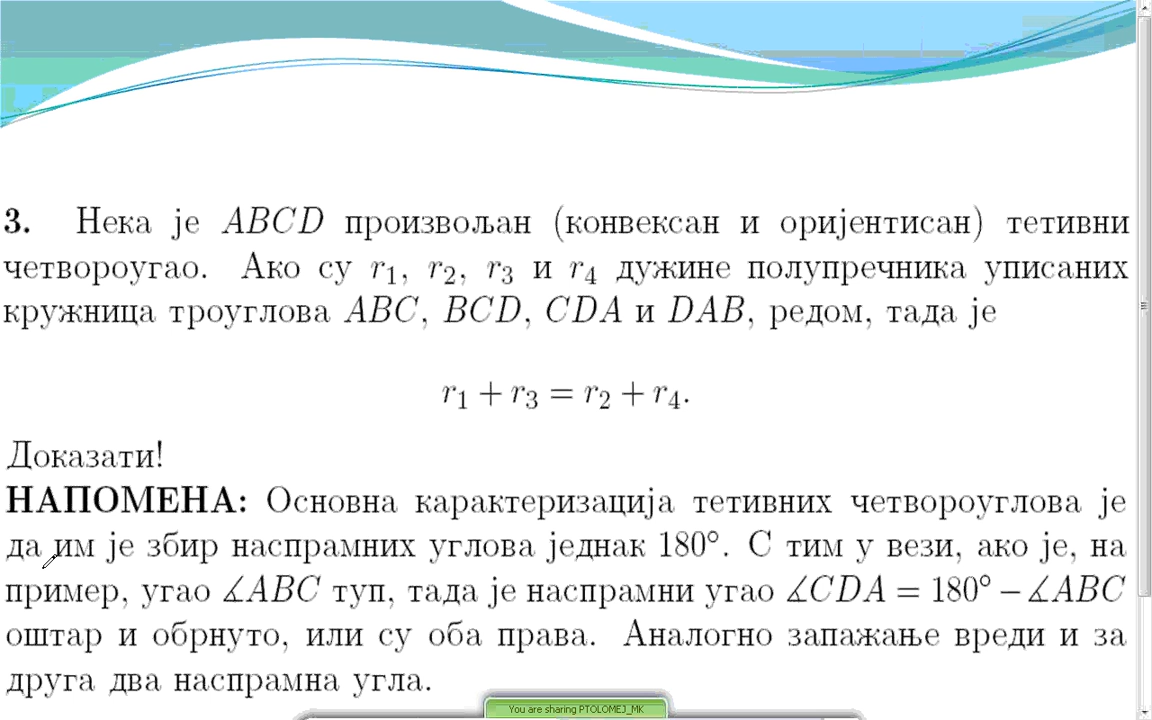 3. Нека је ABCD произвољан (конвексан и оријентисан) тетивни
четвороугао. Ако су r₁, r₂, r₃ и r₄ дужине полупречника уписаних
кружница троуглова ABC, BCD, CDA и DAB, редом, тада је
r₁ + r₃ = r₂ + r₄.
Доказати!
НАПОМЕНА: Основна карактеризација тетивних четвороуглова је
да им је збир наспрамних углова једнак 180°. С тим у вези, ако је, на
пример, угао ∡ABC туп, тада је наспрамни угао ∡CDA = 180° − ∡ABC
оштар и обрнуто, или су оба права. Аналогно запажање вреди и за
друга два наспрамна угла.
You are sharing PTOLOMEJ_MK